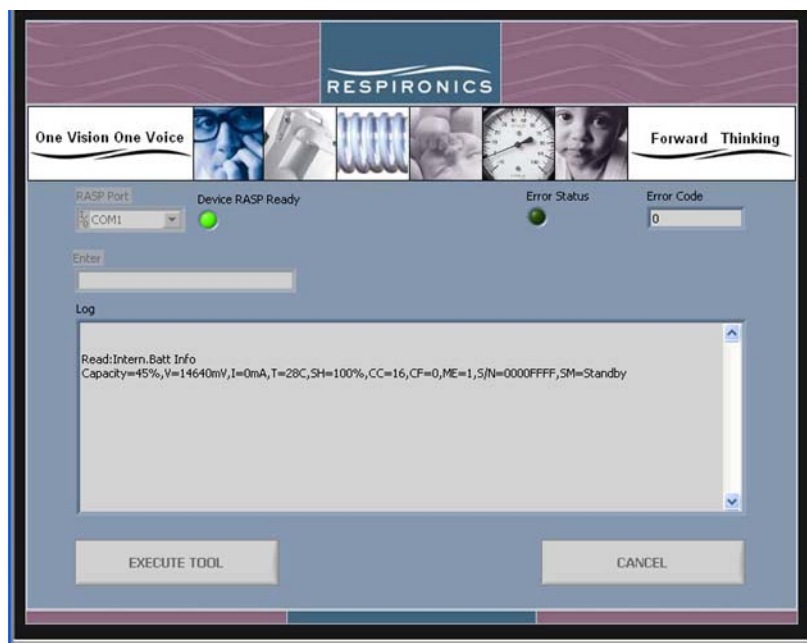 RESPIRONICS
One Vision One Voice
Forward Thinking
RASP Port
Device RASP Ready
Error Status
Error Code
COM1
0
Enter
Log
Read:Intern.Batt Info
Capacity=45%,V=14640mV,I=0mA,T=28C,SH=100%,CC=16,CF=0,ME=1,S/N=0000FFFF,SM=Standby
EXECUTE TOOL
CANCEL